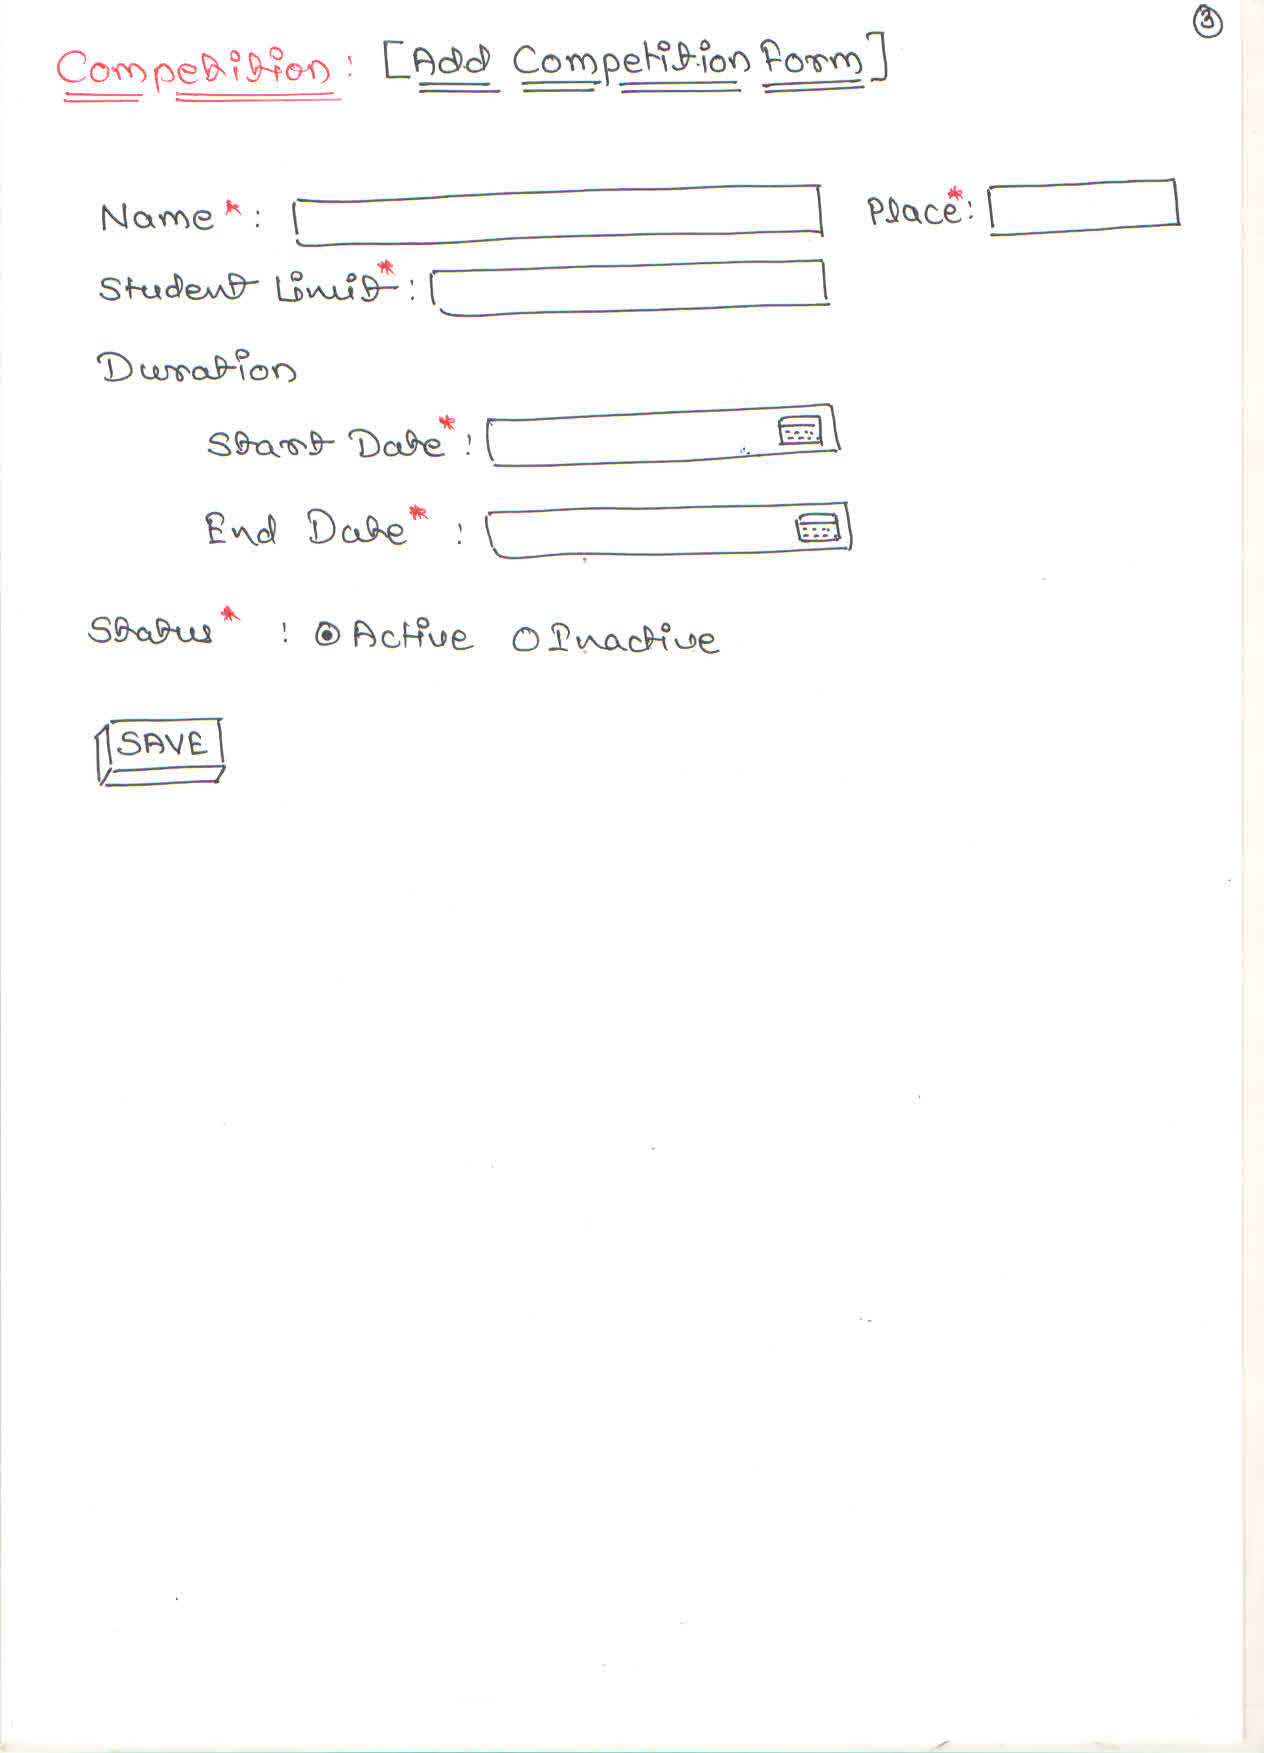 3
Competition: [Add Competition Form]
Name*: Place*:
Student Limit*:
Duration
Start Date*:
End Date*:
Status*: Active Inactive
SAVE